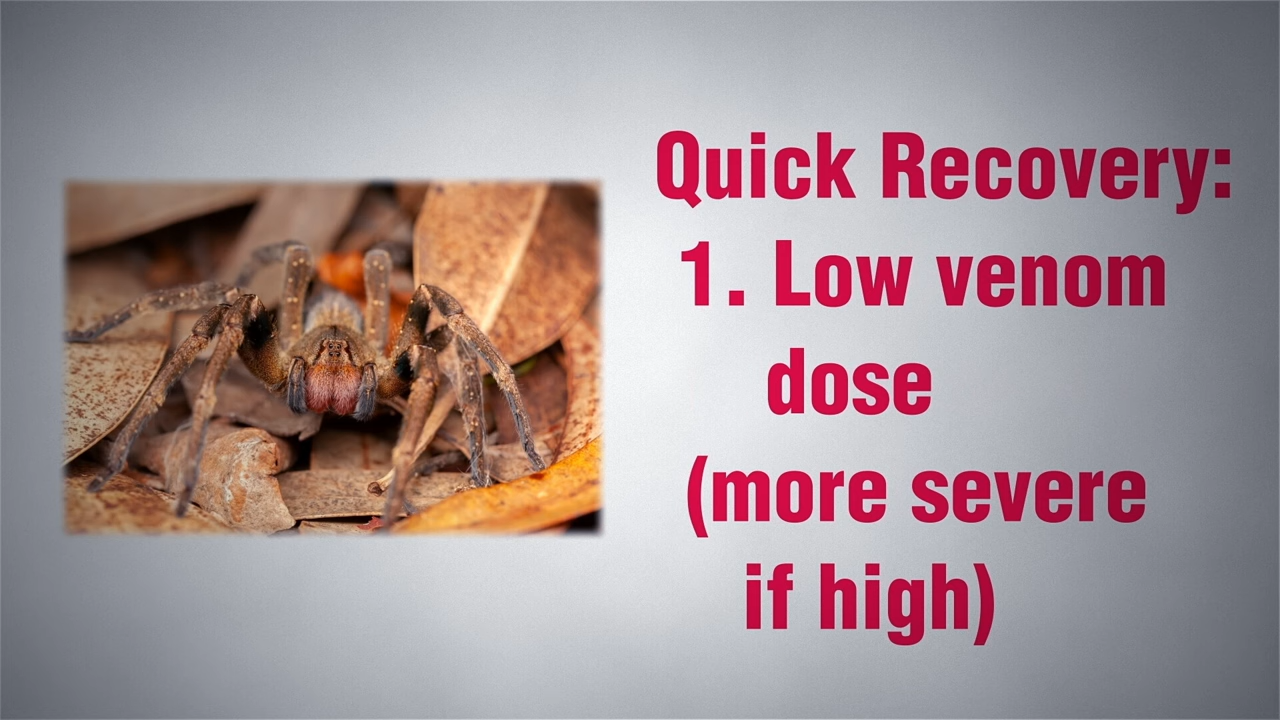 Quick Recovery:
1. Low venom
dose
(more severe
if high)